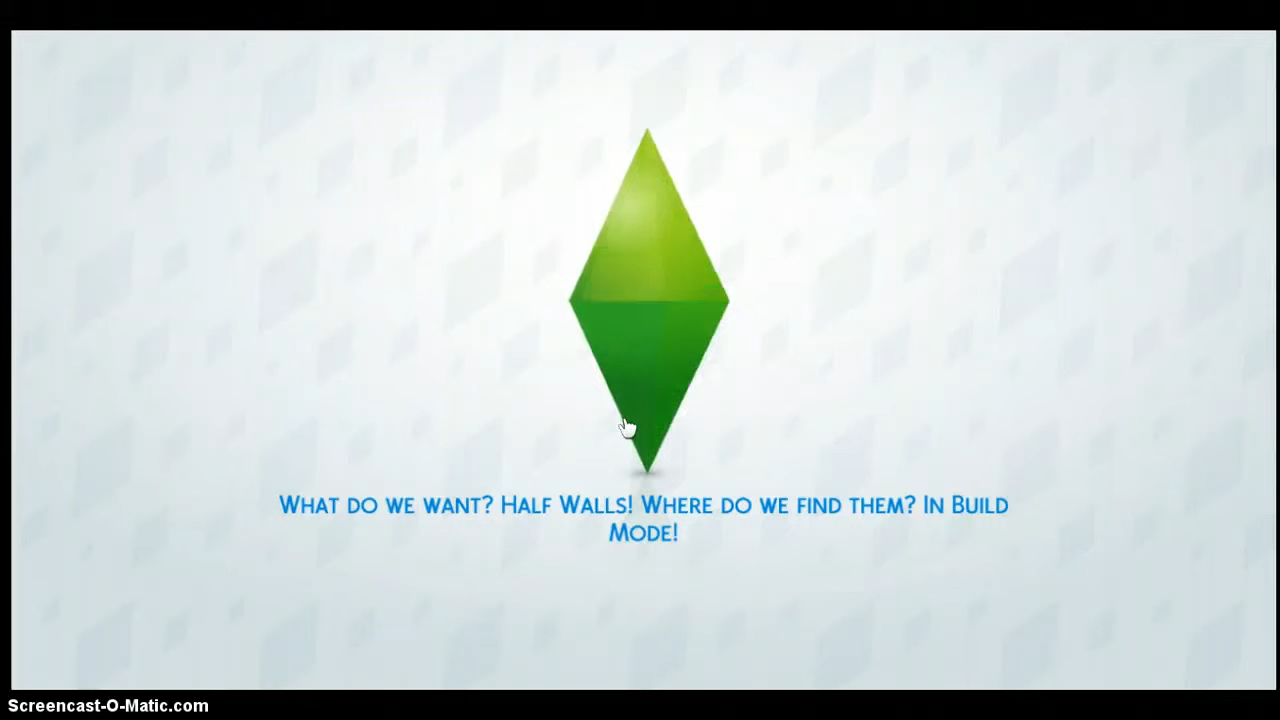 What do we want? Half Walls! Where do we find them? In Build
Mode!
Screencast-O-Matic.com